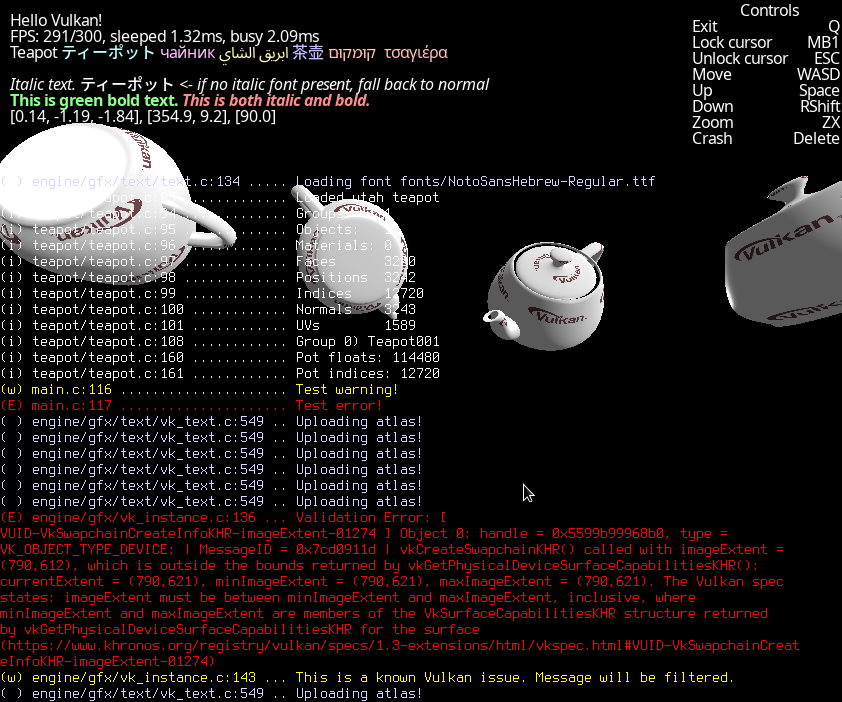 Hello Vulkan!
FPS: 291/300, sleeped 1.32ms, busy 2.09ms
Teapot ティーポット чайник ابريق الشاي 茶壺 קומקום τσαγιέρα
Italic text. ティーポット <- if no italic font present, fall back to normal
This is green bold text. This is both italic and bold.
[0.14, -1.19, -1.84], [354.9, 9.2], [90.0]
Controls
Exit Q
Lock cursor MB1
Unlock cursor ESC
Move WASD
Up Space
Down RShift
Zoom ZX
Crash Delete
( ) engine/gfx/text/text.c:134 ..... Loading font fonts/NotoSansHebrew-Regular.ttf
Loaded utah teapot
(i) teapot/teapot.c:94 ............ Groups: 1
(i) teapot/teapot.c:95 ............ Objects:
(i) teapot/teapot.c:96 ............ Materials: 0
(i) teapot/teapot.c:97 ............ Faces
(i) teapot/teapot.c:98 ............ Positions
(i) teapot/teapot.c:99 ............ Indices 12720
(i) teapot/teapot.c:100 ........... Normals 3243
(i) teapot/teapot.c:101 ........... UVs 1589
(i) teapot/teapot.c:108 ........... Group 0) Teapot001
(i) teapot/teapot.c:160 ........... Pot floats: 114480
(i) teapot/teapot.c:161 ........... Pot indices: 12720
(w) main.c:116 ..................... Test warning!
(E) main.c:117 ..................... Test error!
( ) engine/gfx/text/vk_text.c:549 .. Uploading atlas!
( ) engine/gfx/text/vk_text.c:549 .. Uploading atlas!
( ) engine/gfx/text/vk_text.c:549 .. Uploading atlas!
( ) engine/gfx/text/vk_text.c:549 .. Uploading atlas!
( ) engine/gfx/text/vk_text.c:549 .. Uploading atlas!
( ) engine/gfx/text/vk_text.c:549 .. Uploading atlas!
(E) engine/gfx/vk_instance.c:136 ... Validation Error: [
VUID-VkSwapchainCreateInfoKHR-imageExtent-01274 ] Object 0: handle = 0x5599b99968b0, type =
VK_OBJECT_TYPE_DEVICE; | MessageID = 0x7cd0911d | vkCreateSwapchainKHR() called with imageExtent =
(790,612), which is outside the bounds returned by vkGetPhysicalDeviceSurfaceCapabilitiesKHR():
currentExtent = (790,621), minImageExtent = (790,621), maxImageExtent = (790,621). The Vulkan spec
states: imageExtent must be between minImageExtent and maxImageExtent, inclusive, where
minImageExtent and maxImageExtent are members of the VkSurfaceCapabilitiesKHR structure returned
by vkGetPhysicalDeviceSurfaceCapabilitiesKHR for the surface
(https://www.khronos.org/registry/vulkan/specs/1.3-extensions/html/vkspec.html#VUID-VkSwapchainCreat
eInfoKHR-imageExtent-01274)
(w) engine/gfx/vk_instance.c:143 ... This is a known Vulkan issue. Message will be filtered.
( ) engine/gfx/text/vk_text.c:549 .. Uploading atlas!
Vulkan
Vulkan
Vulkan
Vulkan